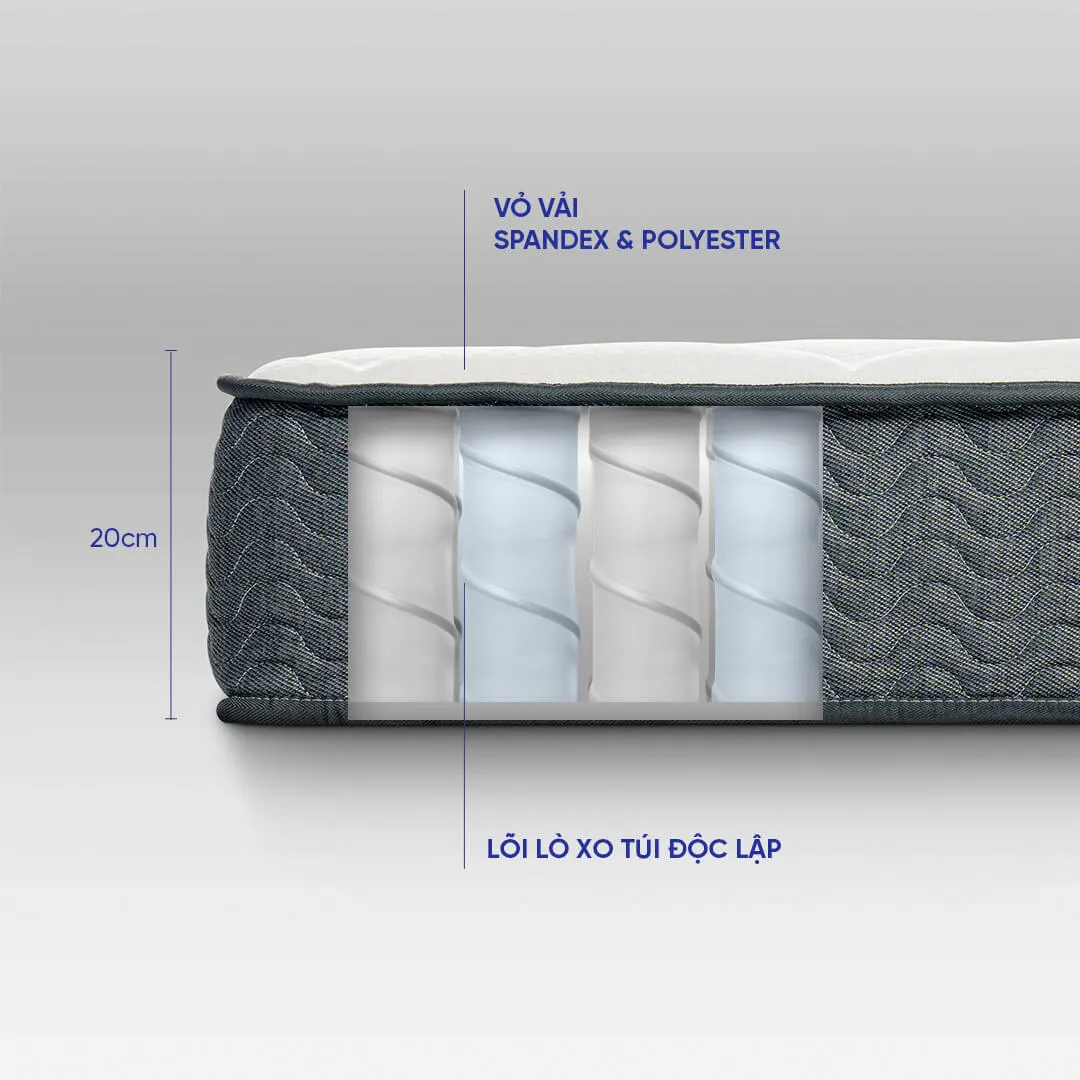 VỎ VẢI
SPANDEX & POLYESTER
20cm
LÕI LÒ XO TÚI ĐỘC LẬP